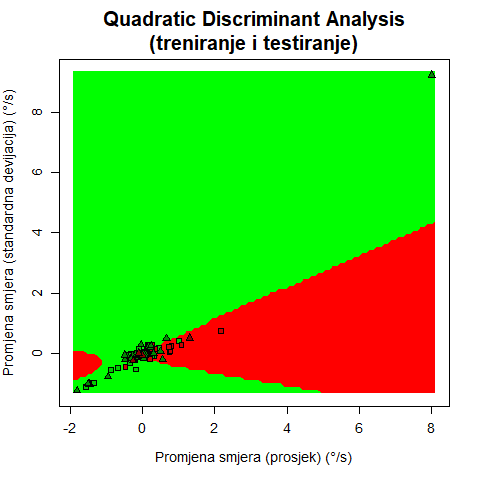 Quadratic Discriminant Analysis
(treniranje i testiranje)
Promjena smjera (standardna devijacija) (°/s)
8
6
4
2
0
-2 0 2 4 6 8
Promjena smjera (prosjek) (°/s)